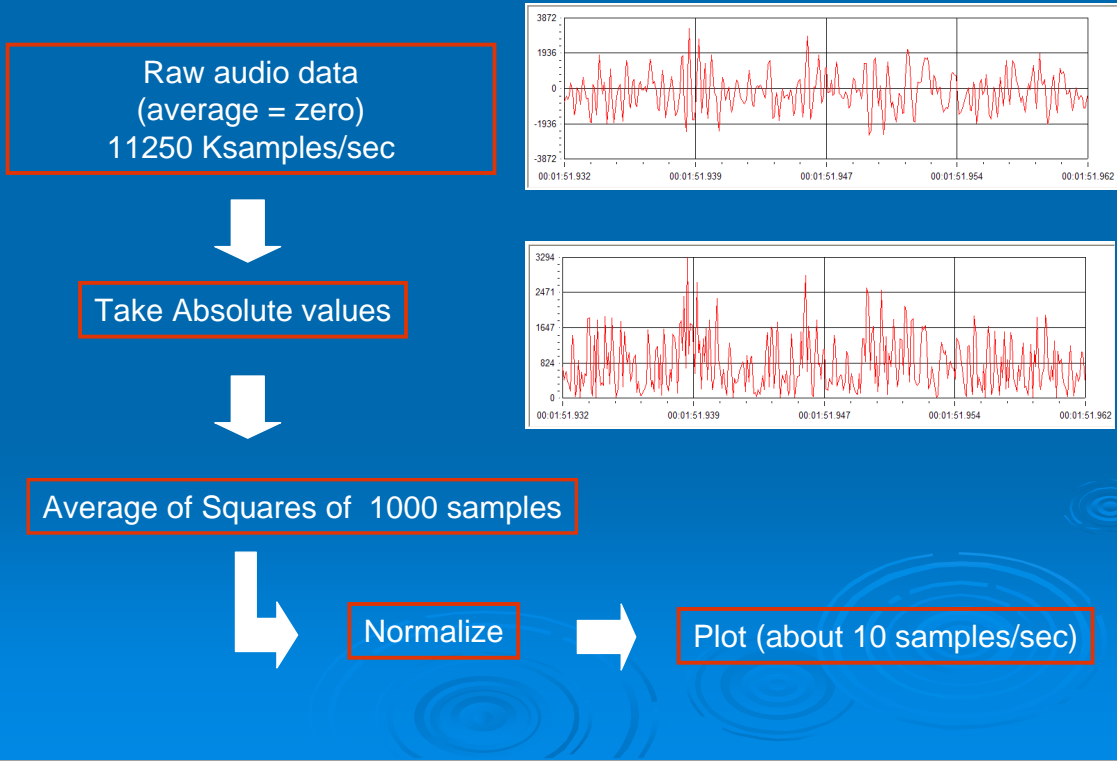 Raw audio data
(average = zero)
11250 Ksamples/sec
3872
1936
0
-1936
-3872
00:01:51.932 00:01:51.939 00:01:51.947 00:01:51.954 00:01:51.962
Take Absolute values
3294
2471
1647
824
0
00:01:51.932 00:01:51.939 00:01:51.947 00:01:51.954 00:01:51.962
Average of Squares of 1000 samples
Normalize
Plot (about 10 samples/sec)